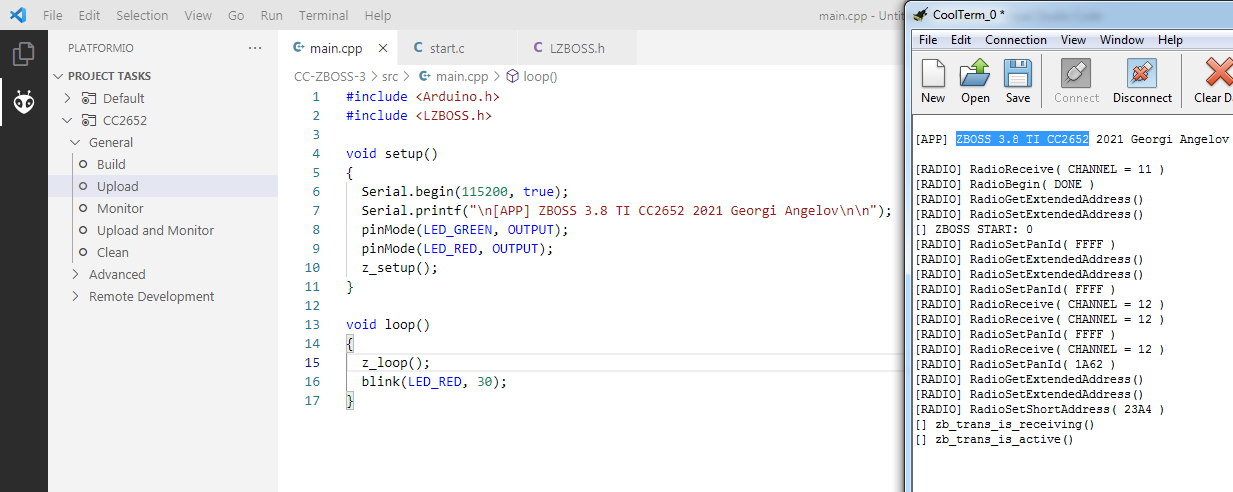 File Edit Selection View Go Run Terminal Help
main.cpp - Untit
PLATFORMIO ···
PROJECT TASKS
Default
CC2652
General
Build
Upload
Monitor
Upload and Monitor
Clean
Advanced
Remote Development
main.cpp × C start.c C LZBOSS.h
CC-ZBOSS-3 > src > main.cpp > loop()
1 #include <Arduino.h>
2 #include <LZBOSS.h>
3
4 void setup()
5 {
6 Serial.begin(115200, true);
7 Serial.printf("\n[APP] ZBOSS 3.8 TI CC2652 2021 Georgi Angelov\n\n");
8 pinMode(LED_GREEN, OUTPUT);
9 pinMode(LED_RED, OUTPUT);
10 z_setup();
11 }
12
13 void loop()
14 {
15 z_loop();
16 blink(LED_RED, 30);
17 }
CoolTerm_0 *
File Edit Connection View Window Help
New Open Save Connect Disconnect Clear Da
[APP] ZBOSS 3.8 TI CC2652 2021 Georgi Angelov
[RADIO] RadioReceive( CHANNEL = 11 )
[RADIO] RadioBegin( DONE )
[RADIO] RadioGetExtendedAddress()
[RADIO] RadioSetExtendedAddress()
[] ZBOSS START: 0
[RADIO] RadioSetPanId( FFFF )
[RADIO] RadioGetExtendedAddress()
[RADIO] RadioSetExtendedAddress()
[RADIO] RadioSetPanId( FFFF )
[RADIO] RadioReceive( CHANNEL = 12 )
[RADIO] RadioReceive( CHANNEL = 12 )
[RADIO] RadioSetPanId( FFFF )
[RADIO] RadioReceive( CHANNEL = 12 )
[RADIO] RadioSetPanId( 1A62 )
[RADIO] RadioGetExtendedAddress()
[RADIO] RadioSetExtendedAddress()
[RADIO] RadioSetShortAddress( 23A4 )
[] zb_trans_is_receiving()
[] zb_trans_is_active()